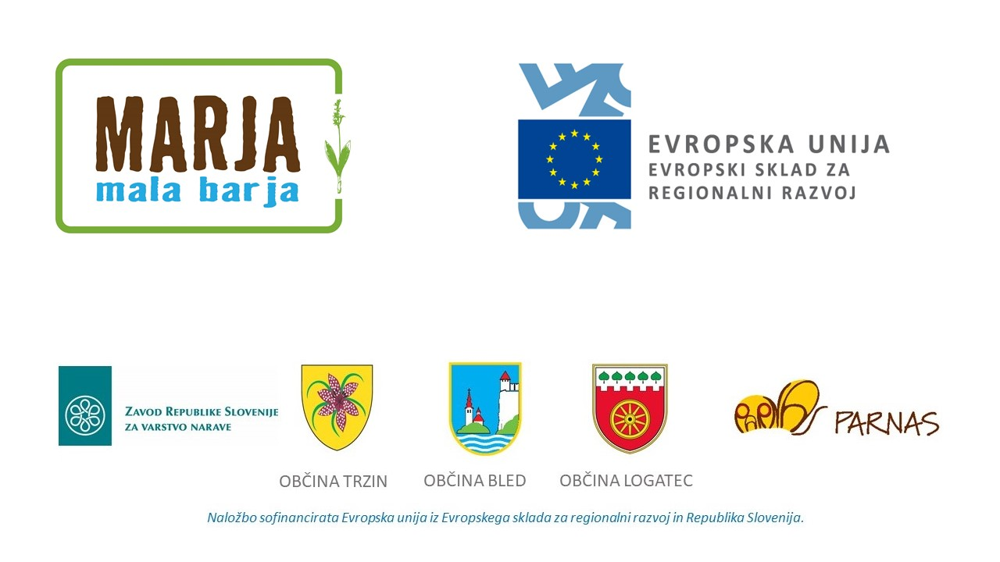 MARJA
mala barja
EVROPSKA UNIJA
EVROPSKI SKLAD ZA
REGIONALNI RAZVOJ
ZAVOD REPUBLIKE SLOVENIJE
ZA VARSTVO NARAVE
PARNAS
OBČINA TRZIN
OBČINA BLED
OBČINA LOGATEC
Naložbo sofinancirata Evropska unija iz Evropskega sklada za regionalni razvoj in Republika Slovenija.